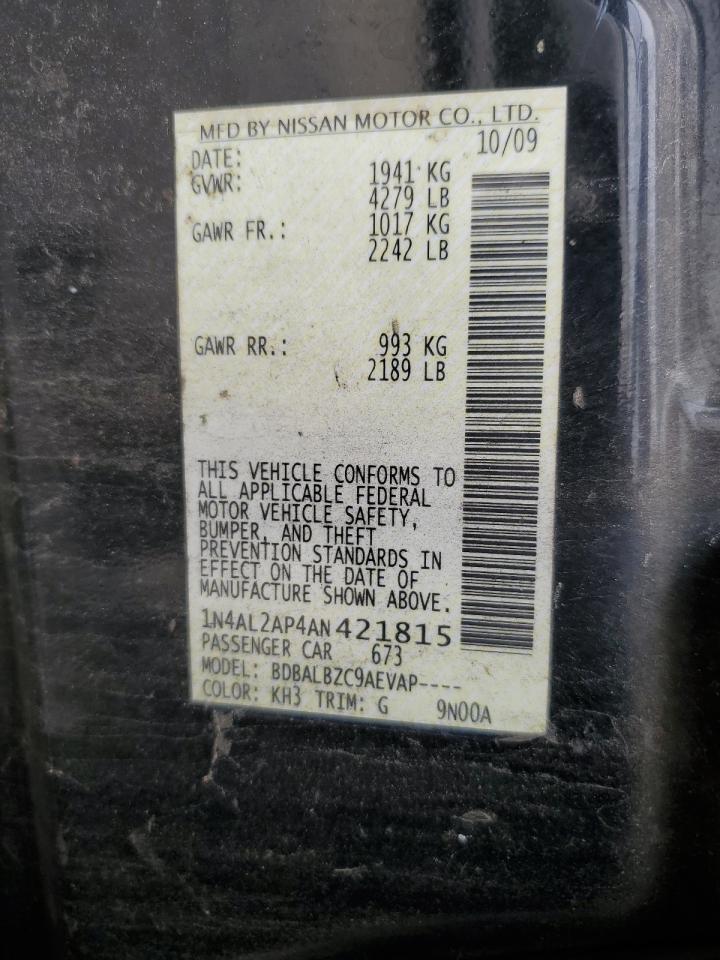 MFD BY NISSAN MOTOR CO., LTD.
DATE: 10/09
GVWR: 1941 KG
4279 LB
GAWR FR.: 1017 KG
2242 LB
GAWR RR.: 993 KG
2189 LB
THIS VEHICLE CONFORMS TO
ALL APPLICABLE FEDERAL
MOTOR VEHICLE SAFETY,
BUMPER, AND THEFT
PREVENTION STANDARDS IN
EFFECT ON THE DATE OF
MANUFACTURE SHOWN ABOVE.
1N4AL2AP4AN421815
PASSENGER CAR 673
MODEL: BDBALBZC9AEVAP----
COLOR: KH3 TRIM: G 9N00A